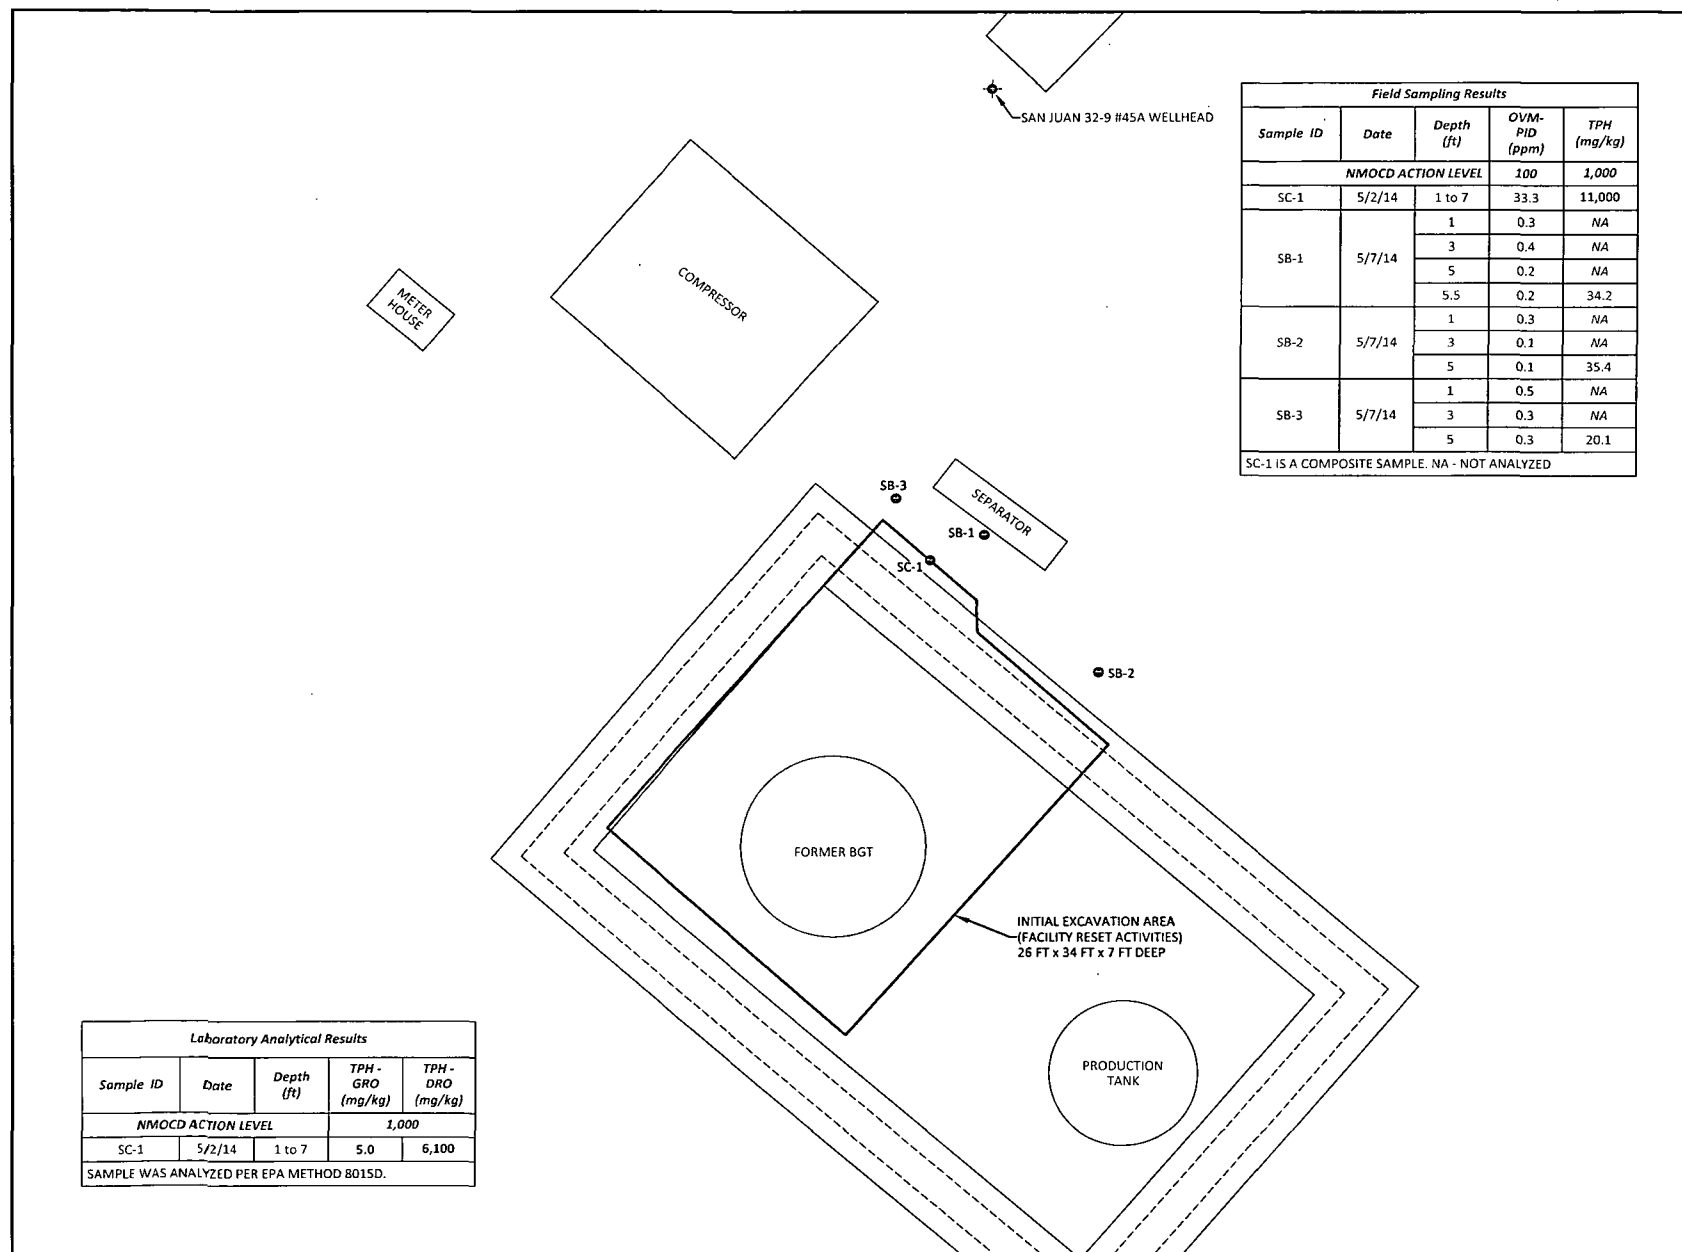 SAN JUAN 32-9 #45A WELLHEAD
Field Sampling Results
Sample ID Date Depth (ft) OVM-PID (ppm) TPH (mg/kg)
NMOCD ACTION LEVEL 100 1,000
SC-1 5/2/14 1 to 7 33.3 11,000
SB-1 5/7/14 1 0.3 NA
3 0.4 NA
5 0.2 NA
5.5 0.2 34.2
SB-2 5/7/14 1 0.3 NA
3 0.1 NA
5 0.1 35.4
SB-3 5/7/14 1 0.5 NA
3 0.3 NA
5 0.3 20.1
SC-1 IS A COMPOSITE SAMPLE. NA - NOT ANALYZED
METER
HOUSE
COMPRESSOR
SB-3
SEPARATOR
SB-1
SC-1
SB-2
FORMER BGT
INITIAL EXCAVATION AREA
(FACILITY RESET ACTIVITIES)
26 FT x 34 FT x 7 FT DEEP
PRODUCTION
TANK
Laboratory Analytical Results
Sample ID Date Depth (ft) TPH - GRO (mg/kg) TPH - DRO (mg/kg)
NMOCD ACTION LEVEL 1,000
SC-1 5/2/14 1 to 7 5.0 6,100
SAMPLE WAS ANALYZED PER EPA METHOD 8015D.